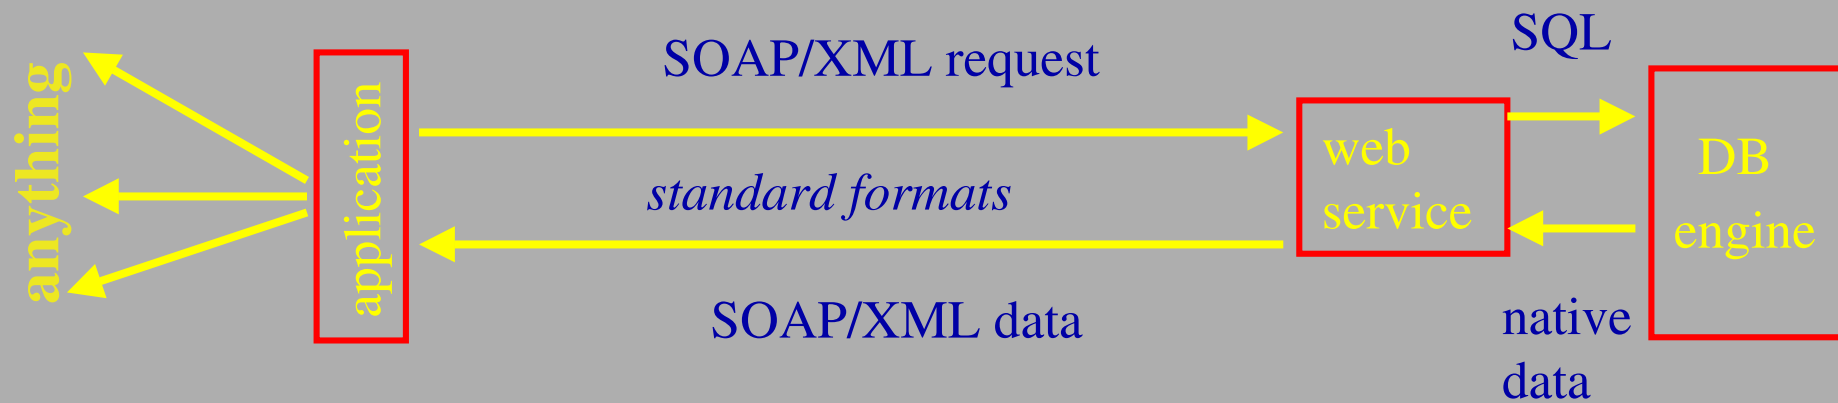 anything
application
SOAP/XML request
standard formats
SOAP/XML data
web
service
SQL
DB
engine
native
data